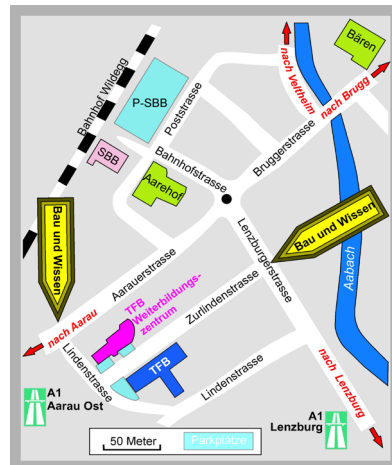 Bären
nach Veltheim
nach Brugg
Bahnhof Wildegg
P-SBB
Poststrasse
SBB
Bahnhofstrasse
Bruggerstrasse
Aarehof
Bau und Wissen
Bau und Wissen
Lenzburgerstrasse
Aabach
Aarauerstrasse
TFB
Weiterbildungs-
zentrum
Zurlindenstrasse
nach Aarau
Lindenstrasse
TFB
Lindenstrasse
nach Lenzburg
A1
Aarau Ost
A1
Lenzburg
50 Meter
Parkplätze